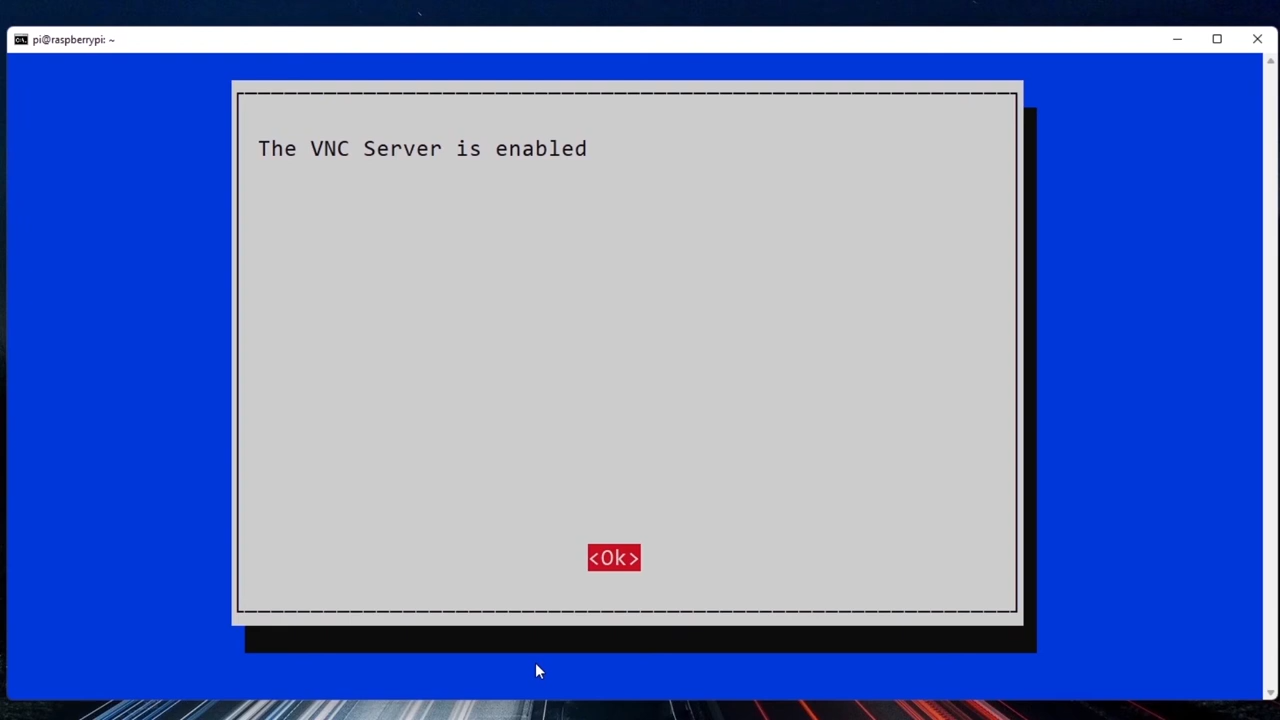 pi@raspberrypi: ~
The VNC Server is enabled
<Ok>